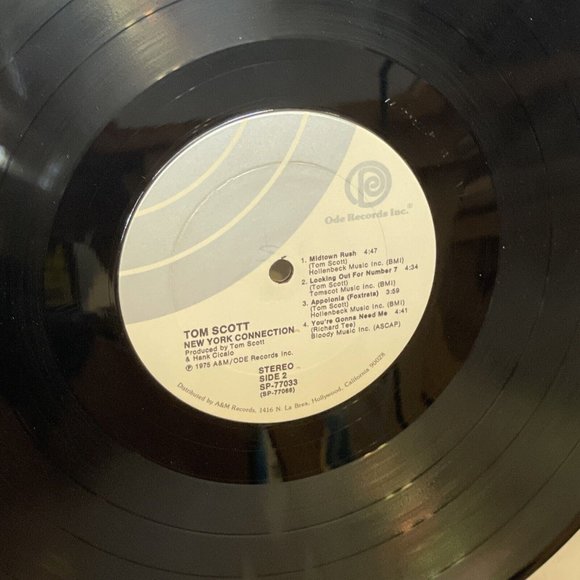 Ode Records Inc.®
1. Midtown Rush 4:47
(Tom Scott)
Hollenbeck Music Inc. (BMI)
2. Looking Out For Number 7 4:34
(Tom Scott)
Tomscot Music Inc. (BMI)
3. Appolonia (Foxtrata) 3:59
(Tom Scott)
Hollenbeck Music Inc. (BMI)
4. You're Gonna Need Me 4:41
(Richard Tee)
Bloody Music Inc. (ASCAP)
TOM SCOTT
NEW YORK CONNECTION
Produced by Tom Scott
& Hank Cicalo
℗ 1975 A&M/ODE Records Inc.
STEREO
SIDE 2
SP-77033
(SP-77066)
Distributed by A&M Records, 1416 N. La Brea, Hollywood, California 90028